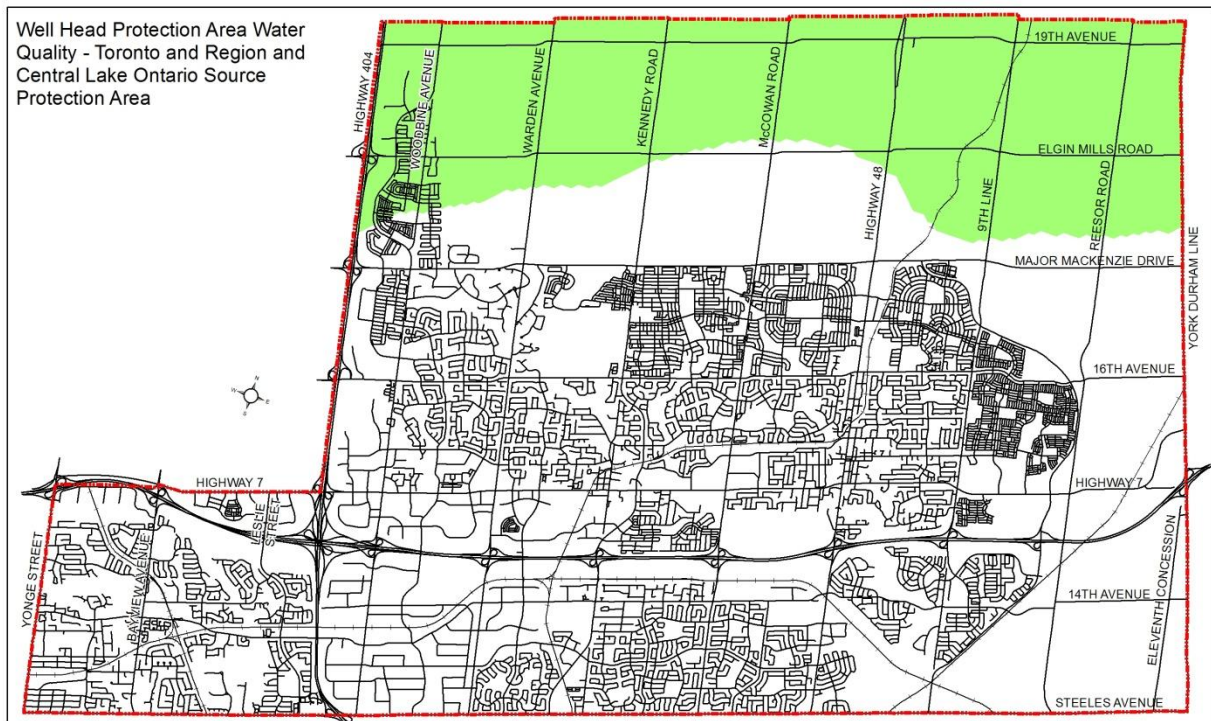 Well Head Protection Area Water
Quality - Toronto and Region and
Central Lake Ontario Source
Protection Area
HIGHWAY 404
WOODBINE AVENUE
WARDEN AVENUE
KENNEDY ROAD
McCOWAN ROAD
HIGHWAY 48
9TH LINE
REESOR ROAD
YORK DURHAM LINE
19TH AVENUE
ELGIN MILLS ROAD
MAJOR MACKENZIE DRIVE
16TH AVENUE
N
W
E
S
HIGHWAY 7
HIGHWAY 7
LESLIE
STREET
YONGE STREET
BAYVIEW AVENUE
14TH AVENUE
ELEVENTH CONCESSION
STEELES AVENUE